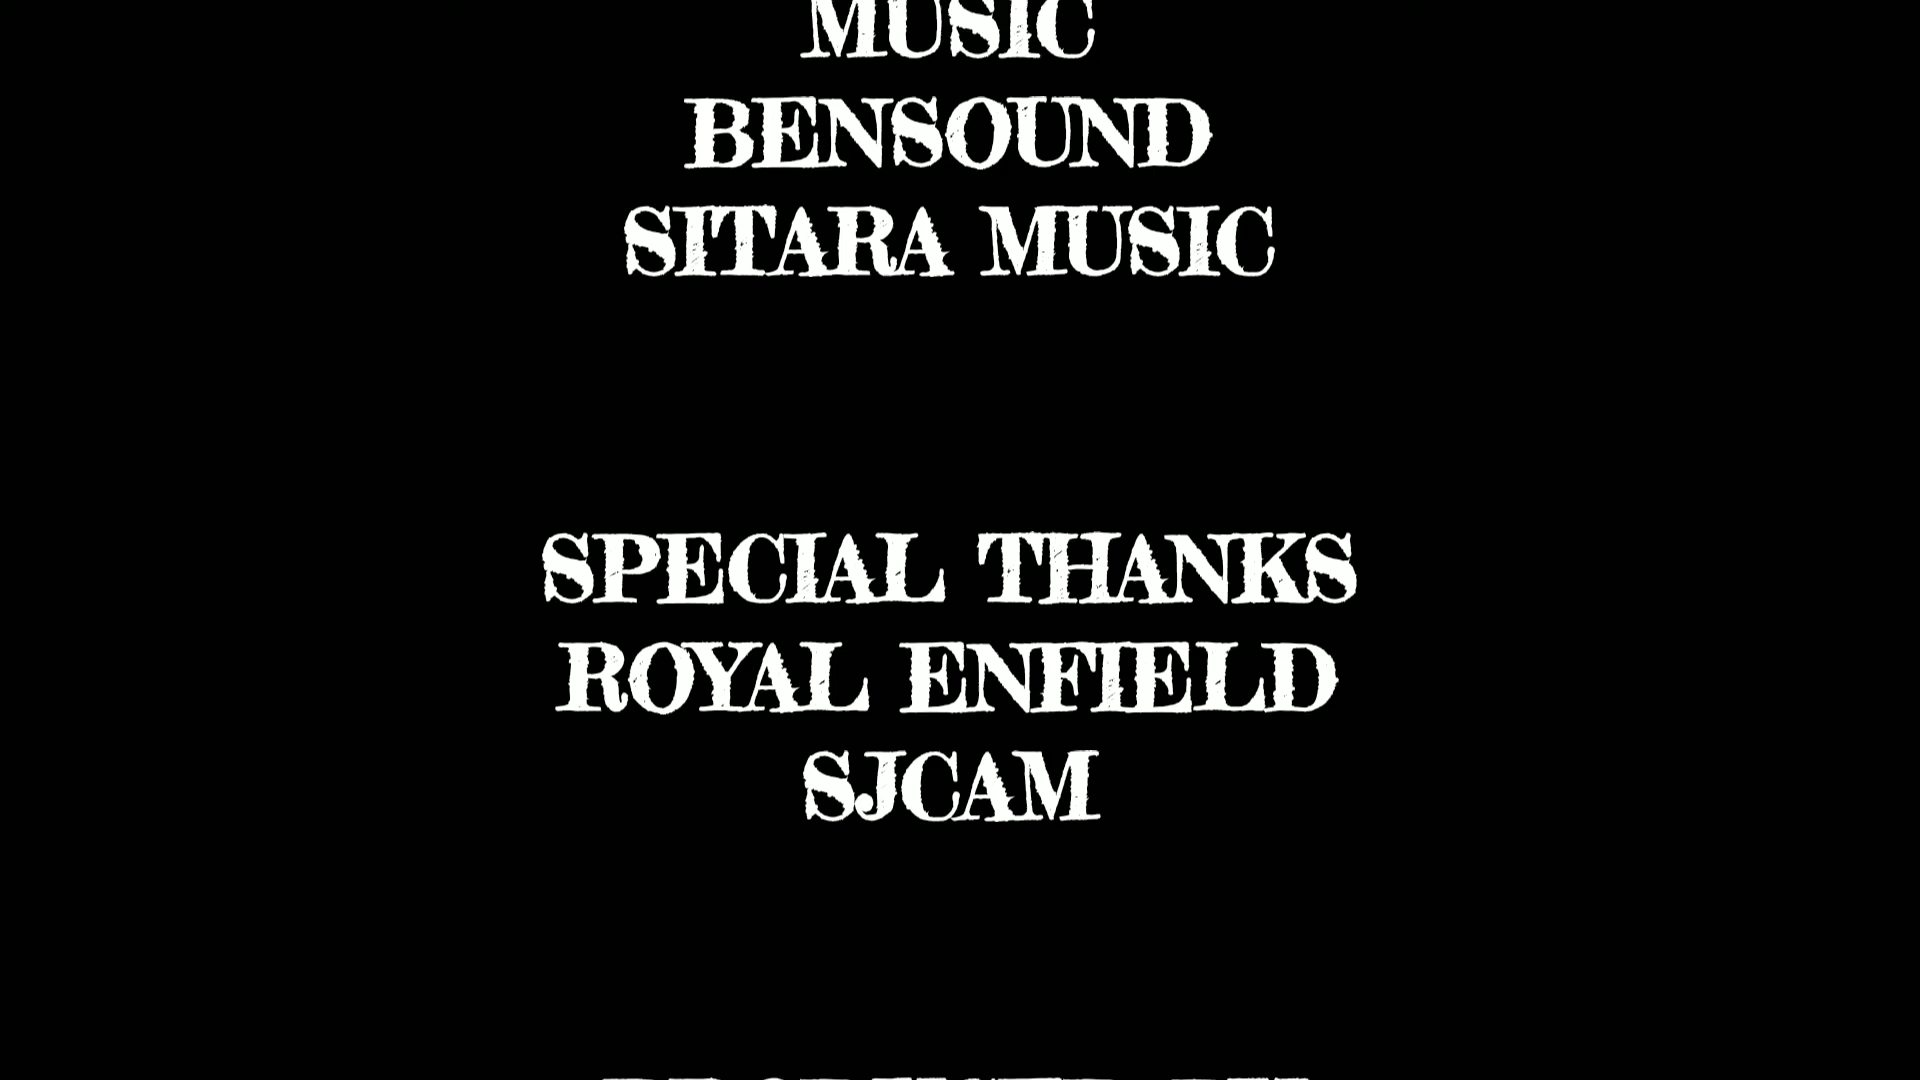 MUSIC
BENSOUND
SITARA MUSIC
SPECIAL THANKS
ROYAL ENFIELD
SJCAM